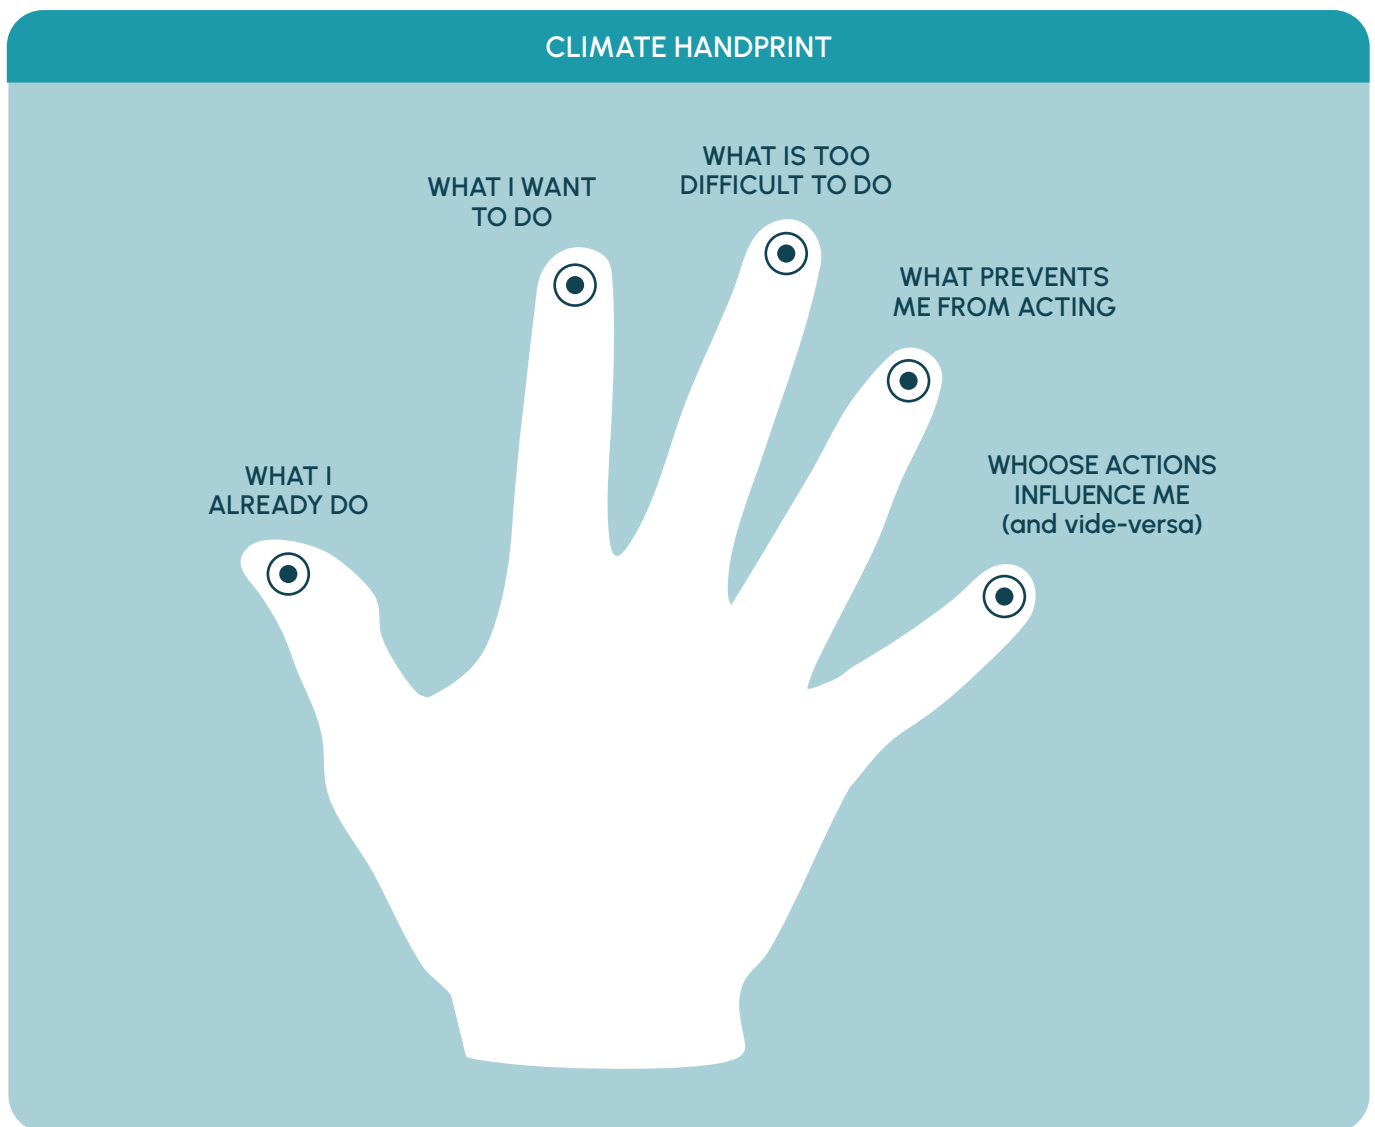 CLIMATE HANDPRINT
WHAT IS TOO
DIFFICULT TO DO
WHAT I WANT
TO DO
WHAT PREVENTS
ME FROM ACTING
WHAT I
ALREADY DO
WHOOSE ACTIONS
INFLUENCE ME
(and vide-versa)